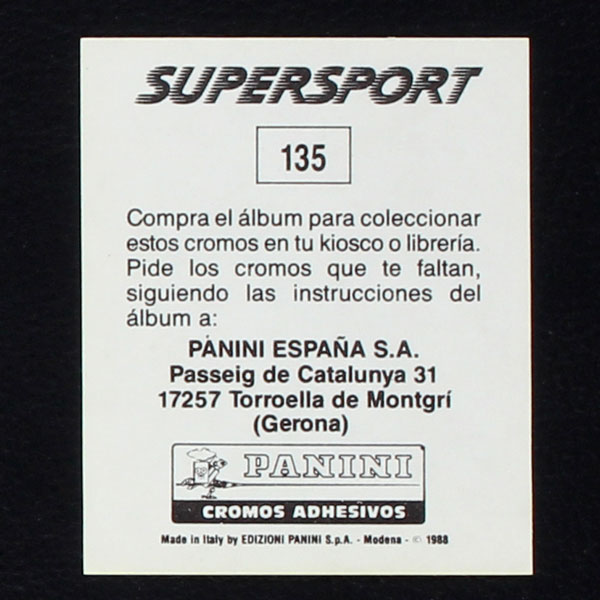 SUPERSPORT
135
Compra el álbum para coleccionar
estos cromos en tu kiosco o librería.
Pide los cromos que te faltan,
siguiendo las instrucciones del
álbum a:
PANINI ESPAÑA S.A.
Passeig de Catalunya 31
17257 Torroella de Montgrí
(Gerona)
PANINI
CROMOS ADHESIVOS
Made in Italy by EDIZIONI PANINI S.p.A. - Modena - © 1988